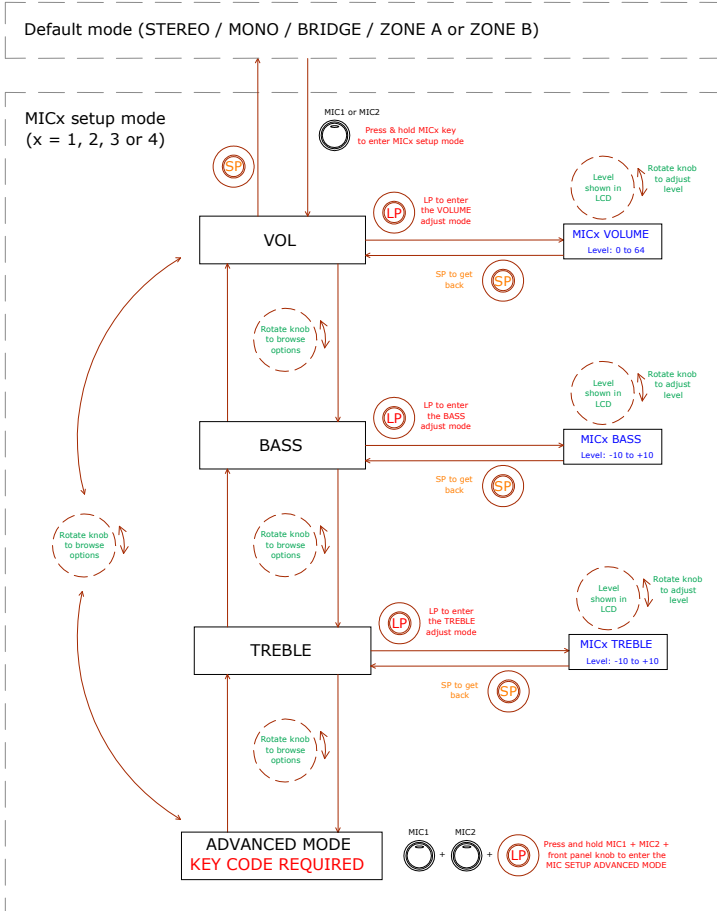 Default mode (STEREO / MONO / BRIDGE / ZONE A or ZONE B)
MICx setup mode
(x = 1, 2, 3 or 4)
MIC1 or MIC2
Press & hold MICx key
to enter MICx setup mode
SP
LP to enter
the VOLUME
adjust mode
LP
Level
shown in
LCD
Rotate knob
to adjust
level
VOL
MICx VOLUME
Level: 0 to 64
SP to get
back
SP
Rotate knob
to browse
options
LP to enter
the BASS
adjust mode
LP
Level
shown in
LCD
Rotate knob
to adjust
level
BASS
MICx BASS
Level: -10 to +10
SP to get
back
SP
Rotate knob
to browse
options
Rotate knob
to browse
options
LP to enter
the TREBLE
adjust mode
LP
Level
shown in
LCD
Rotate knob
to adjust
level
TREBLE
MICx TREBLE
Level: -10 to +10
SP to get
back
SP
Rotate knob
to browse
options
ADVANCED MODE
KEY CODE REQUIRED
MIC1
+
MIC2
+
LP
Press and hold MIC1 + MIC2 +
front panel knob to enter the
MIC SETUP ADVANCED MODE